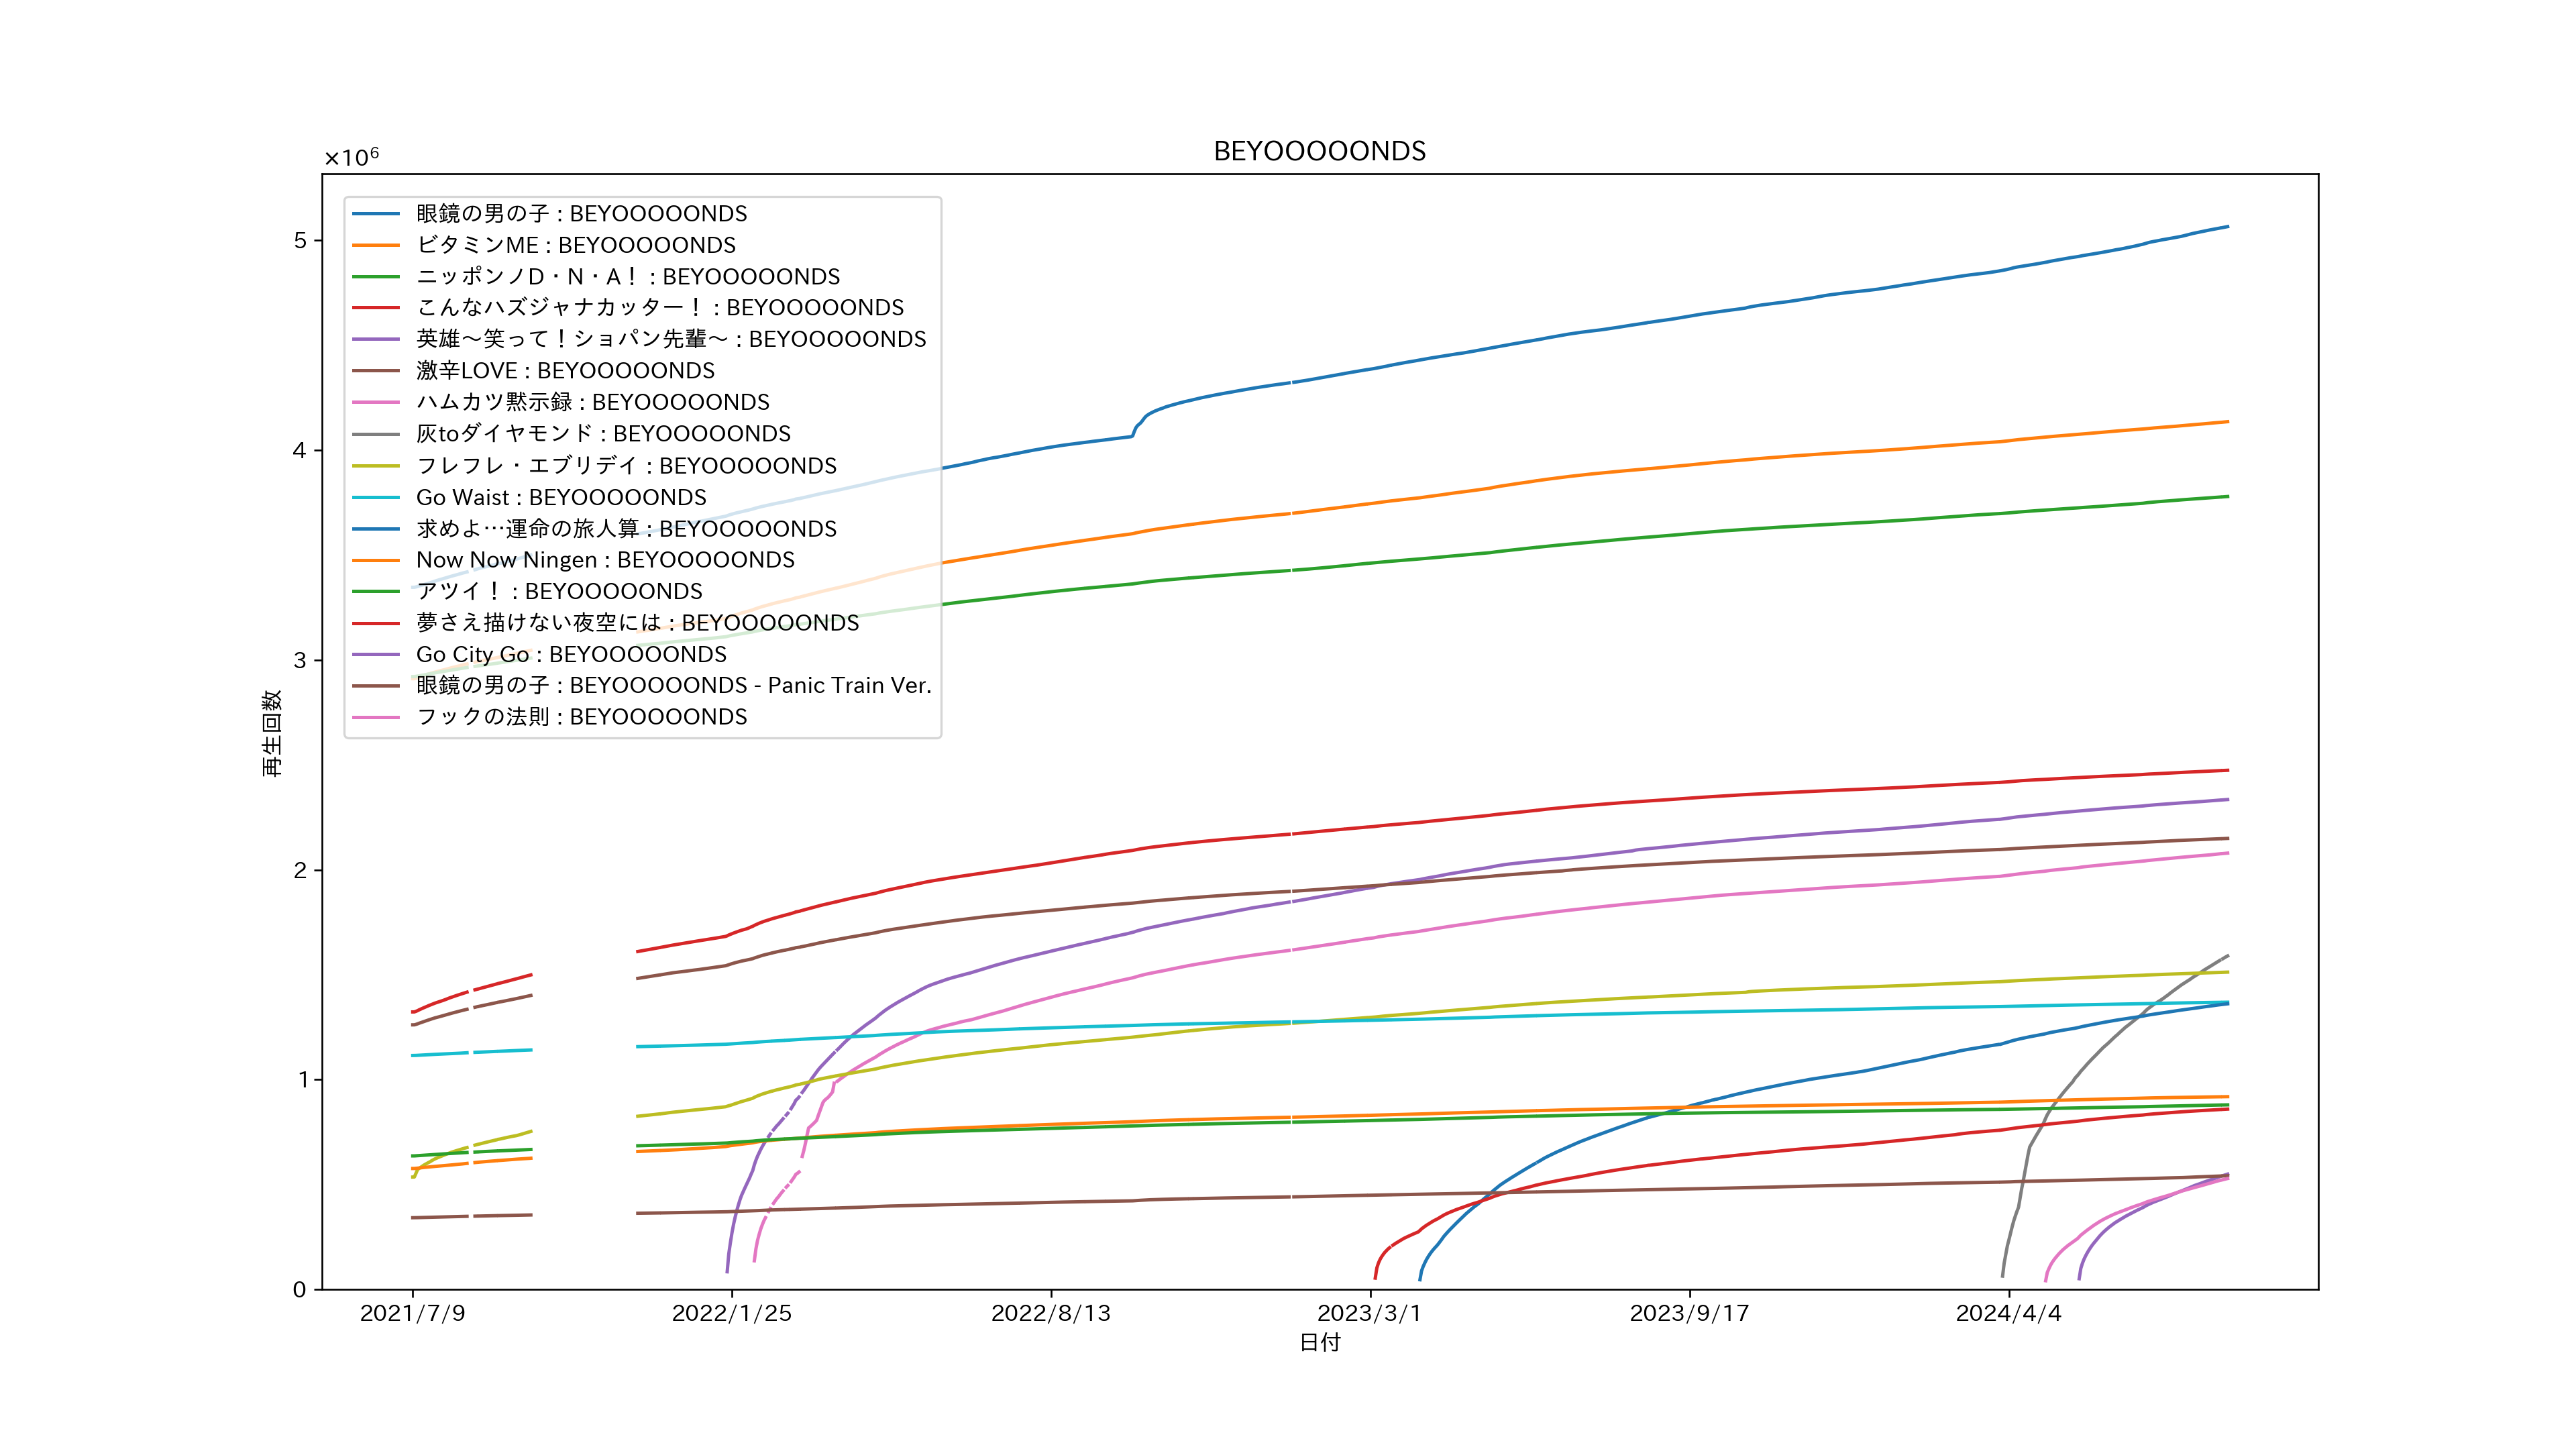 BEYOOOOONDS
×10⁶
眼鏡の男の子 : BEYOOOOONDS
ビタミンME : BEYOOOOONDS
ニッポンノD・N・A！ : BEYOOOOONDS
こんなハズジャナカッター！ : BEYOOOOONDS
英雄～笑って！ショパン先輩～ : BEYOOOOONDS
激辛LOVE : BEYOOOOONDS
ハムカツ黙示録 : BEYOOOOONDS
灰toダイヤモンド : BEYOOOOONDS
フレフレ・エブリデイ : BEYOOOOONDS
Go Waist : BEYOOOOONDS
求めよ…運命の旅人算 : BEYOOOOONDS
Now Now Ningen : BEYOOOOONDS
アツイ！ : BEYOOOOONDS
夢さえ描けない夜空には : BEYOOOOONDS
Go City Go : BEYOOOOONDS
眼鏡の男の子 : BEYOOOOONDS - Panic Train Ver.
フックの法則 : BEYOOOOONDS
5
4
3
2
1
0
再生回数
2021/7/9
2022/1/25
2022/8/13
2023/3/1
2023/9/17
2024/4/4
日付